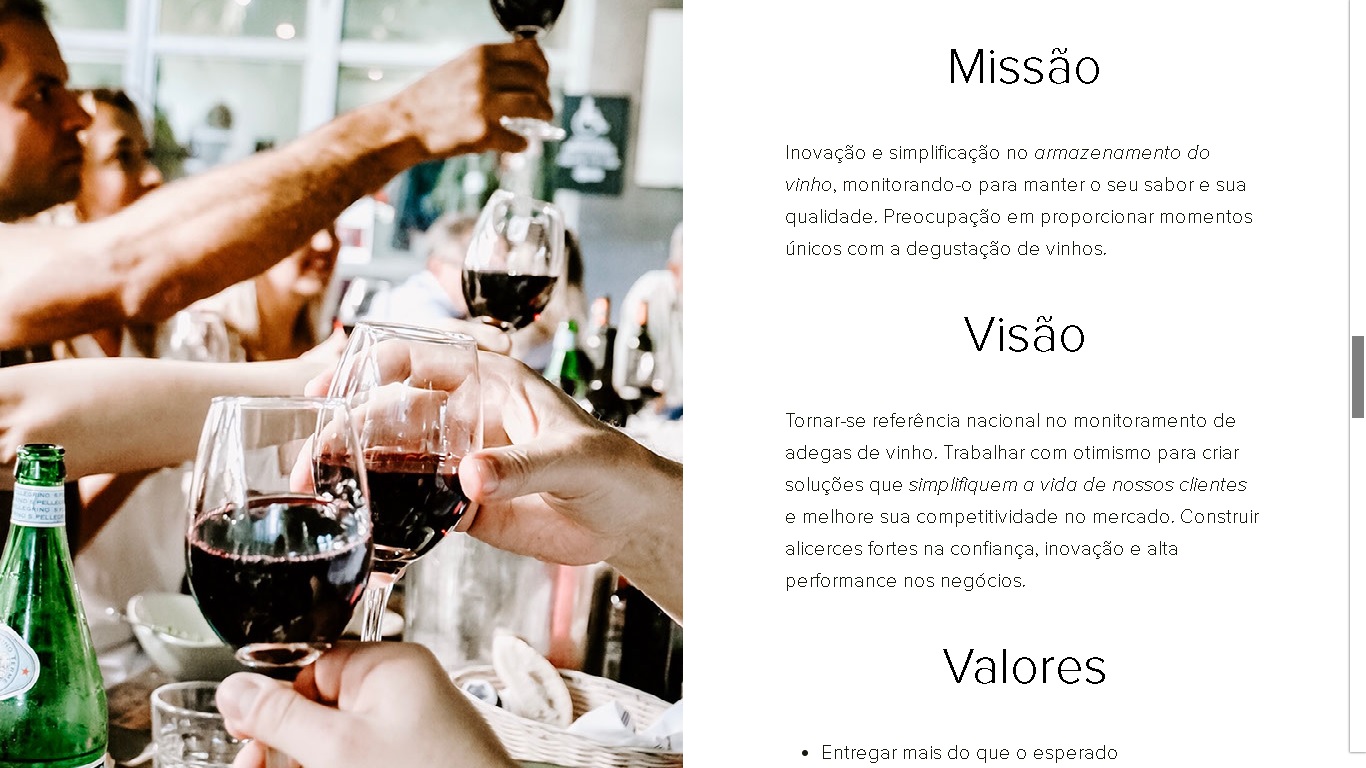 Missão
Inovação e simplificação no armazenamento do
vinho, monitorando-o para manter o seu sabor e sua
qualidade. Preocupação em proporcionar momentos
únicos com a degustação de vinhos.
Visão
Tornar-se referência nacional no monitoramento de
adegas de vinho. Trabalhar com otimismo para criar
soluções que simplifiquem a vida de nossos clientes
e melhore sua competitividade no mercado. Construir
alicerces fortes na confiança, inovação e alta
performance nos negócios.
Valores
• Entregar mais do que o esperado